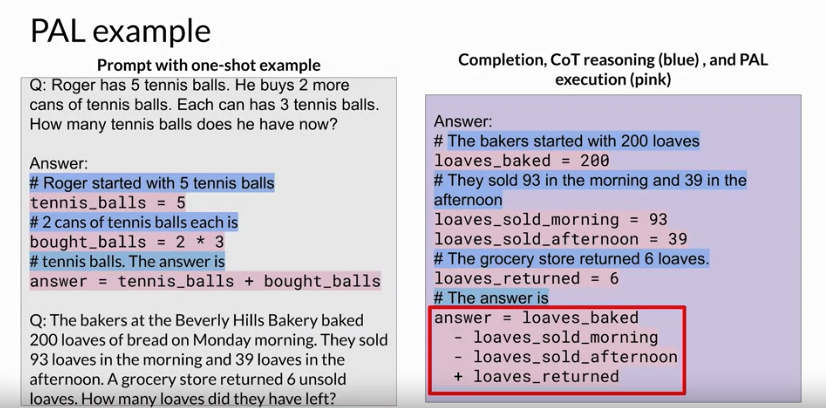 PAL example
Prompt with one-shot example
Q: Roger has 5 tennis balls. He buys 2 more
cans of tennis balls. Each can has 3 tennis balls.
How many tennis balls does he have now?
Answer:
# Roger started with 5 tennis balls
tennis_balls = 5
# 2 cans of tennis balls each is
bought_balls = 2 * 3
# tennis balls. The answer is
answer = tennis_balls + bought_balls
Q: The bakers at the Beverly Hills Bakery baked
200 loaves of bread on Monday morning. They sold
93 loaves in the morning and 39 loaves in the
afternoon. A grocery store returned 6 unsold
loaves. How many loaves did they have left?
Completion, CoT reasoning (blue) , and PAL
execution (pink)
Answer:
# The bakers started with 200 loaves
loaves_baked = 200
# They sold 93 in the morning and 39 in the
afternoon
loaves_sold_morning = 93
loaves_sold_afternoon = 39
# The grocery store returned 6 loaves.
loaves_returned = 6
# The answer is
answer = loaves_baked
- loaves_sold_morning
- loaves_sold_afternoon
+ loaves_returned